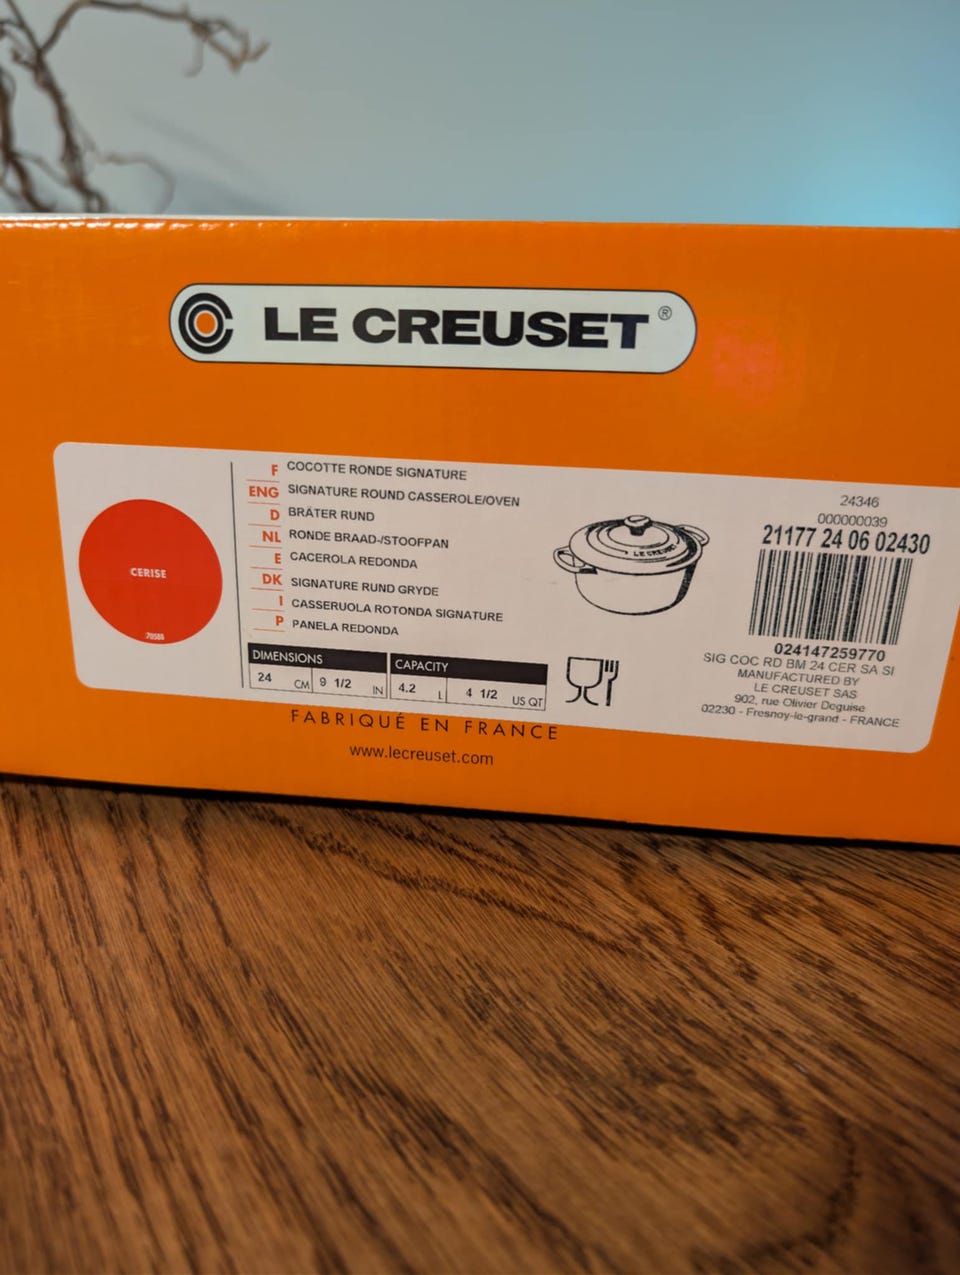 LE CREUSET ®
CERISE
F COCOTTE RONDE SIGNATURE
ENG SIGNATURE ROUND CASSEROLE/OVEN
D BRÄTER RUND
NL RONDE BRAAD-/STOOFPAN
E CACEROLA REDONDA
DK SIGNATURE RUND GRYDE
I CASSERUOLA ROTONDA SIGNATURE
P PANELA REDONDA
DIMENSIONS CAPACITY
24 CM 9 1/2 IN 4.2 L 4 1/2 US QT
LE CREUSET
24346
000000039
21177 24 06 02430
024147259770
SIG COC RD BM 24 CER SA SI
MANUFACTURED BY
LE CREUSET SAS
902, rue Olivier Deguise
02230 - Fresnoy-le-grand - FRANCE
FABRIQUÉ EN FRANCE
www.lecreuset.com